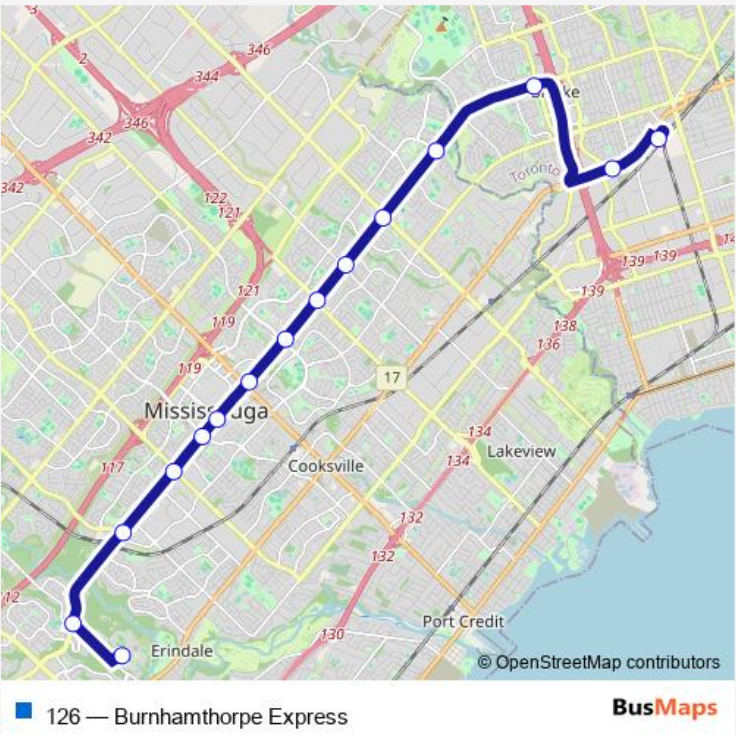 3
2
346
344
346
342
342
ke
Toronto
122
121
139
139
14
121
139
119
138
136
119
17
Mississauga
134
Lakeview
134
Cooksville
117
132
132
12
130
Port Credit
Erindale
© OpenStreetMap contributors
126 — Burnhamthorpe Express
BusMaps